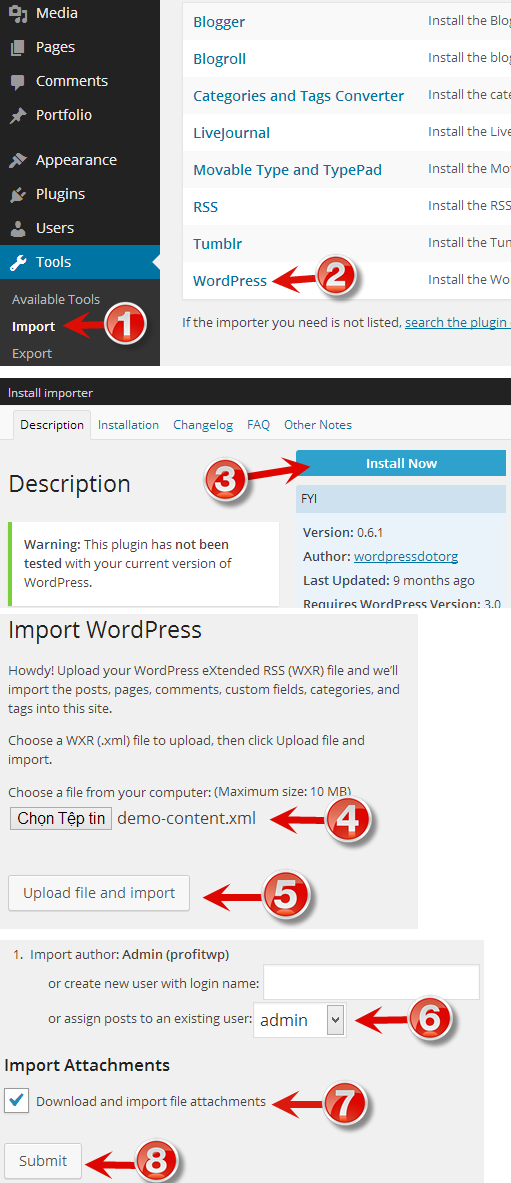 Media
Pages
Comments
Portfolio
Appearance
Plugins
Users
Tools
Available Tools
Import
1
Export
Blogger Install the Blog
Blogroll Install the blog
Categories and Tags Converter Install the cate
LiveJournal Install the Live
Movable Type and TypePad Install the Mov
RSS Install the RSS
Tumblr Install the Tum
WordPress 2 Install the Wo
If the importer you need is not listed, search the plugin
Install importer
Description Installation Changelog FAQ Other Notes
3 Install Now
Description
FYI
Warning: This plugin has not been
tested with your current version of
WordPress.
Version: 0.6.1
Author: wordpressdotorg
Last Updated: 9 months ago
Requires WordPress Version: 3.0
Import WordPress
Howdy! Upload your WordPress eXtended RSS (WXR) file and we'll
import the posts, pages, comments, custom fields, categories, and
tags into this site.
Choose a WXR (.xml) file to upload, then click Upload file and
import.
Choose a file from your computer: (Maximum size: 10 MB)
Chọn Tệp tin demo-content.xml 4
Upload file and import 5
1. Import author: Admin (profitwp)
or create new user with login name:
or assign posts to an existing user: admin 6
Import Attachments
Download and import file attachments 7
Submit 8